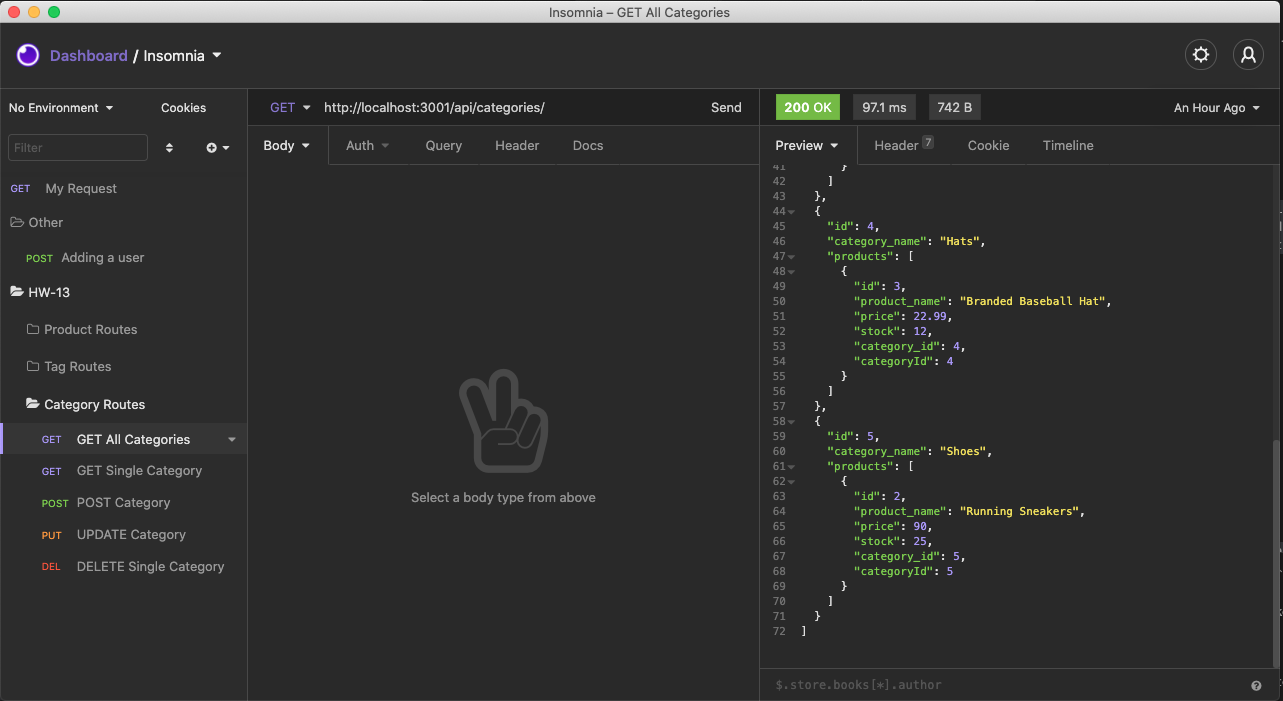 Insomnia – GET All Categories
Dashboard / Insomnia
No Environment
Cookies
Filter
GET My Request
Other
POST Adding a user
HW-13
Product Routes
Tag Routes
Category Routes
GET GET All Categories
GET GET Single Category
POST POST Category
PUT UPDATE Category
DEL DELETE Single Category
GET http://localhost:3001/api/categories/ Send
Body Auth Query Header Docs
Select a body type from above
200 OK 97.1 ms 742 B An Hour Ago
Preview Header 7 Cookie Timeline
41 }
42 ]
43 },
44 {
45 "id": 4,
46 "category_name": "Hats",
47 "products": [
48 {
49 "id": 3,
50 "product_name": "Branded Baseball Hat",
51 "price": 22.99,
52 "stock": 12,
53 "category_id": 4,
54 "categoryId": 4
55 }
56 ]
57 },
58 {
59 "id": 5,
60 "category_name": "Shoes",
61 "products": [
62 {
63 "id": 2,
64 "product_name": "Running Sneakers",
65 "price": 90,
66 "stock": 25,
67 "category_id": 5,
68 "categoryId": 5
69 }
70 ]
71 }
72 ]
$.store.books[*].author